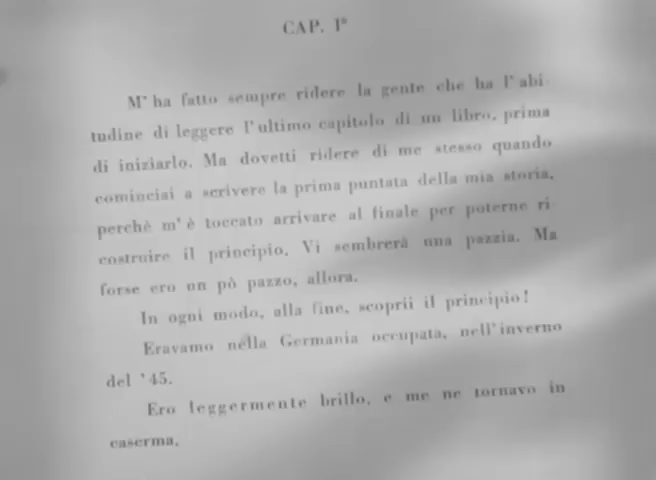 CAP. Iº
M'ha fatto sempre ridere la gente che ha l'abi-
tudine di leggere l'ultimo capitolo di un libro, prima
di iniziarlo. Ma dovetti ridere di me stesso quando
cominciai a scrivere la prima puntata della mia storia,
perchè m'è toccato arrivare al finale per poterne ri-
costruire il principio. Vi sembrerà una pazzia. Ma
forse ero un pò pazzo, allora.
In ogni modo, alla fine, scoprii il principio!
Eravamo nella Germania occupata, nell'inverno
del '45.
Ero leggermente brillo, e me ne tornavo in
caserma.